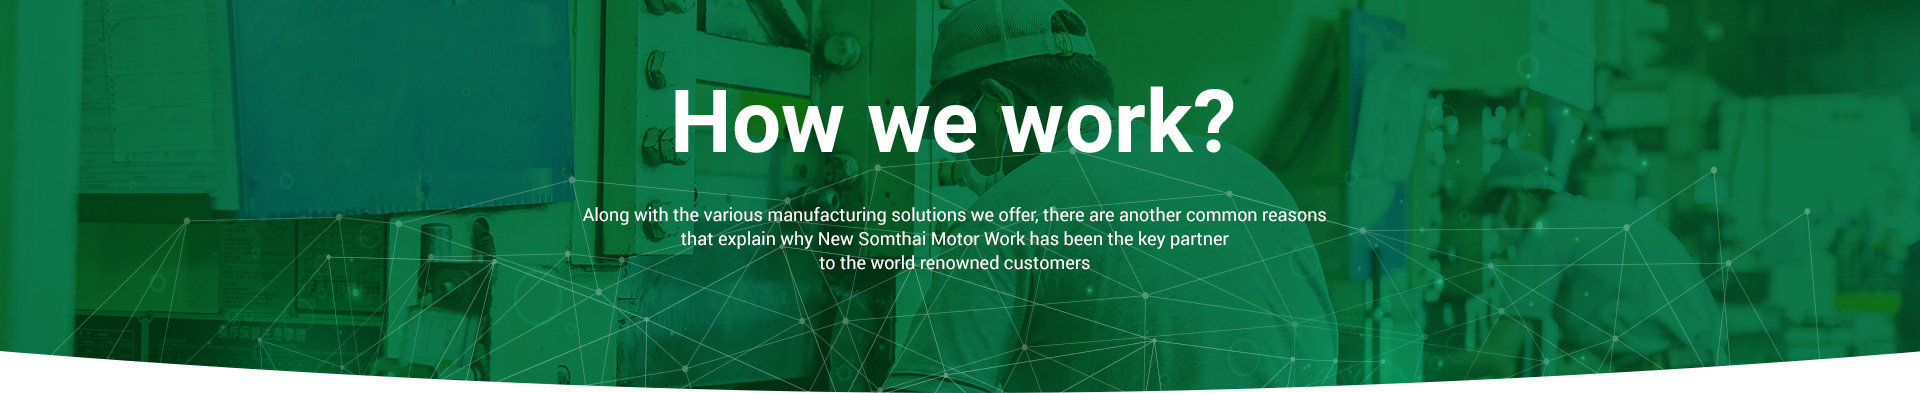 How we work?
Along with the various manufacturing solutions we offer, there are another common reasons
that explain why New Somthai Motor Work has been the key partner
to the world renowned customers